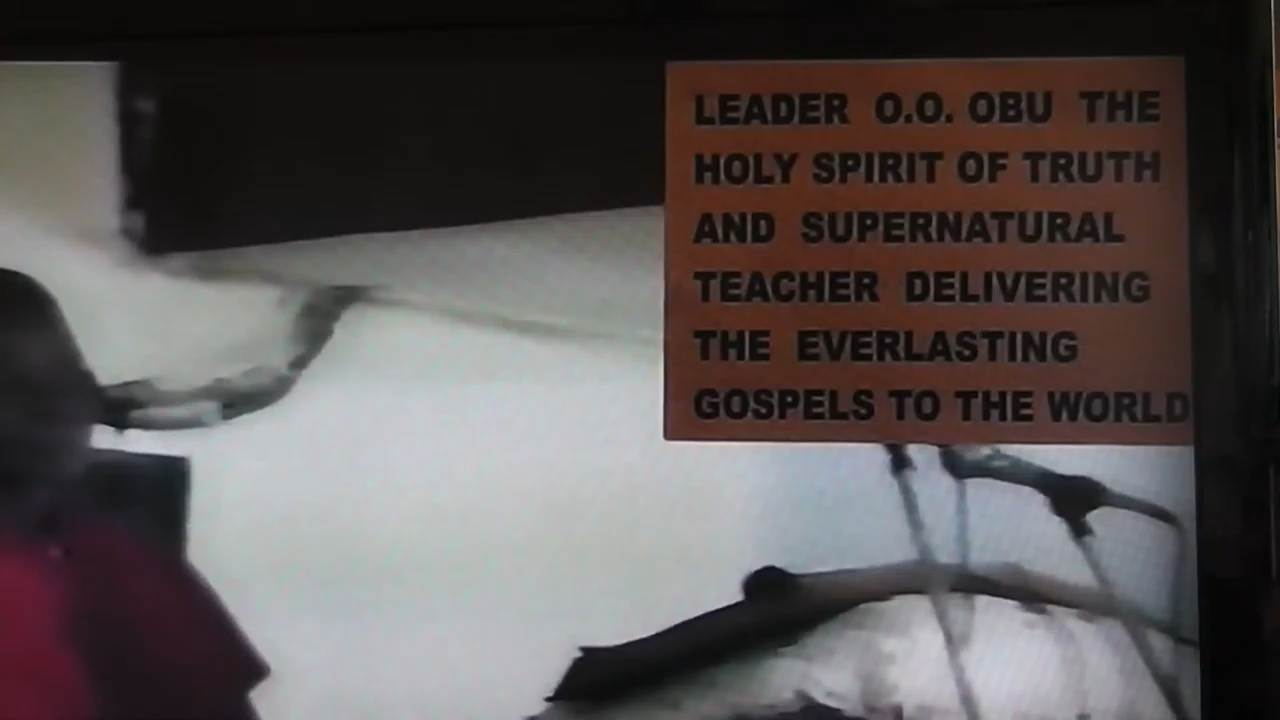 LEADER O.O. OBU THE
HOLY SPIRIT OF TRUTH
AND SUPERNATURAL
TEACHER DELIVERING
THE EVERLASTING
GOSPELS TO THE WORLD